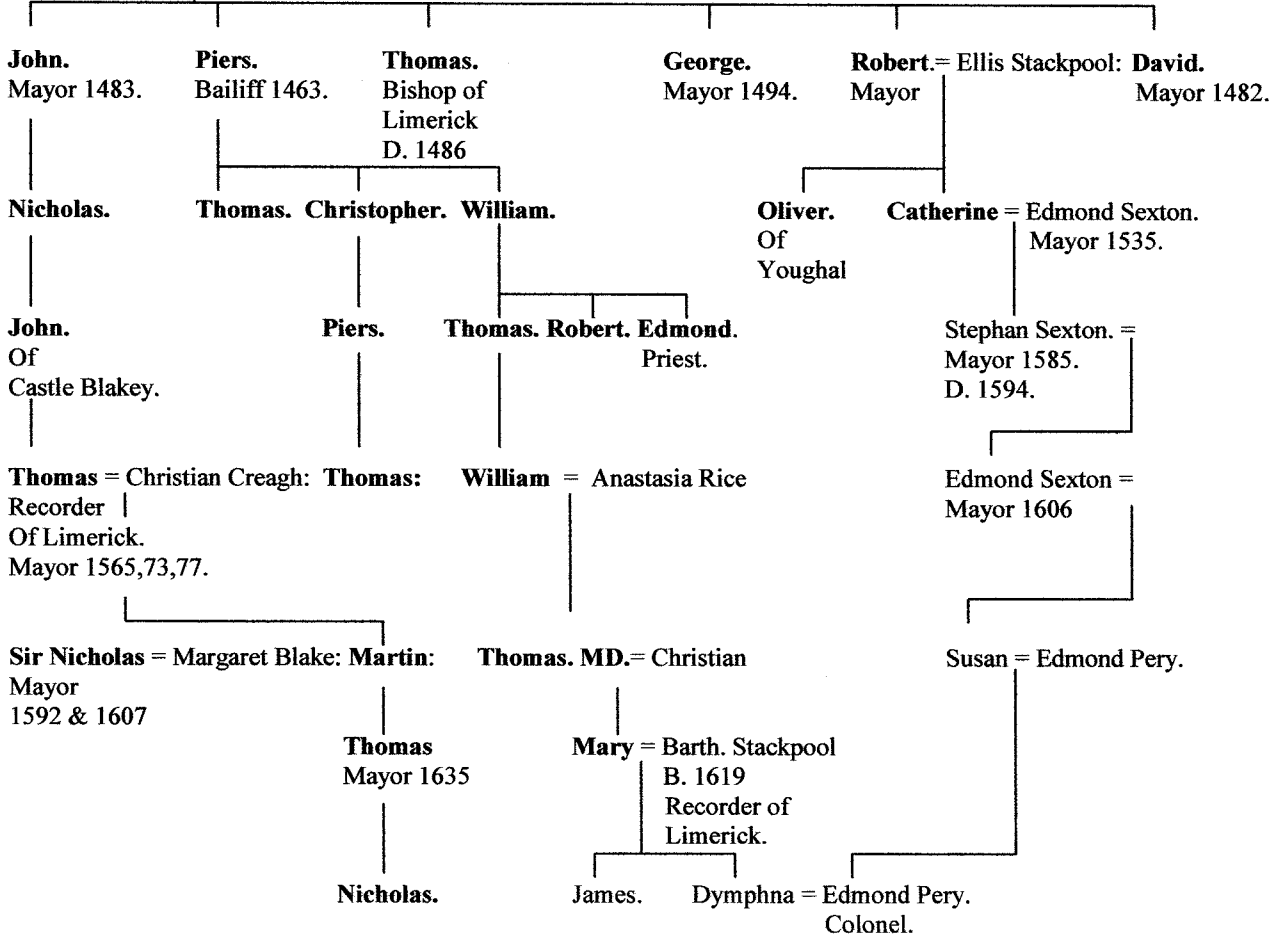 John. Piers. Thomas. George. Robert.= Ellis Stackpool: David.
Mayor 1483. Bailiff 1463. Bishop of Mayor 1494. Mayor Mayor 1482.
Limerick
D. 1486
Nicholas. Thomas. Christopher. William. Oliver. Catherine = Edmond Sexton.
Of Mayor 1535.
Youghal
John. Piers. Thomas. Robert. Edmond. Stephan Sexton. =
Of Priest. Mayor 1585.
Castle Blakey. D. 1594.
Thomas = Christian Creagh: Thomas: William = Anastasia Rice Edmond Sexton =
Recorder Mayor 1606
Of Limerick.
Mayor 1565,73,77.
Sir Nicholas = Margaret Blake: Martin: Thomas. MD.= Christian Susan = Edmond Pery.
Mayor
1592 & 1607
Thomas Mary = Barth. Stackpool
Mayor 1635 B. 1619
Recorder of
Limerick.
Nicholas. James. Dymphna = Edmond Pery.
Colonel.